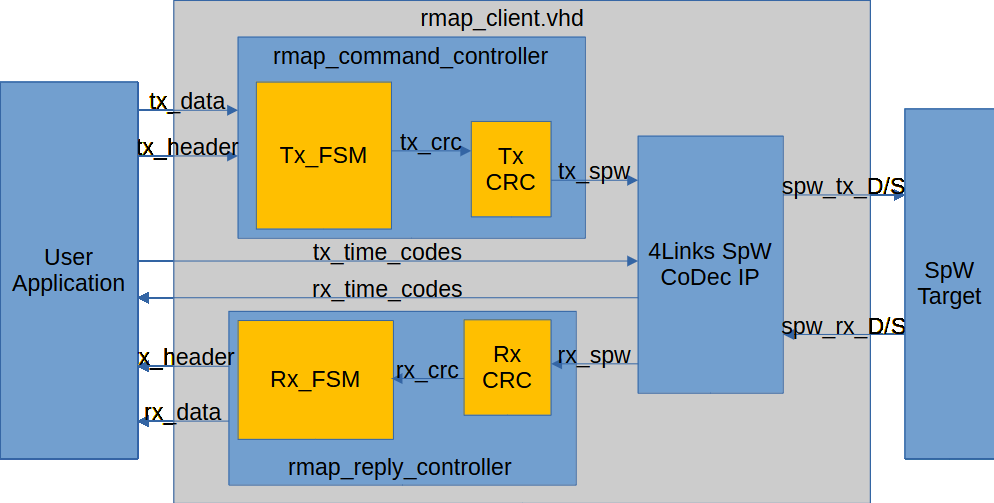 rmap_client.vhd
rmap_command_controller
tx_data
tx_header
Tx_FSM
tx_crc
Tx
CRC
tx_spw
spw_tx_D/S
User
Application
tx_time_codes
rx_time_codes
4Links SpW
CoDec IP
SpW
Target
spw_rx_D/S
x_header
rx_data
Rx_FSM
rx_crc
Rx
CRC
rx_spw
rmap_reply_controller